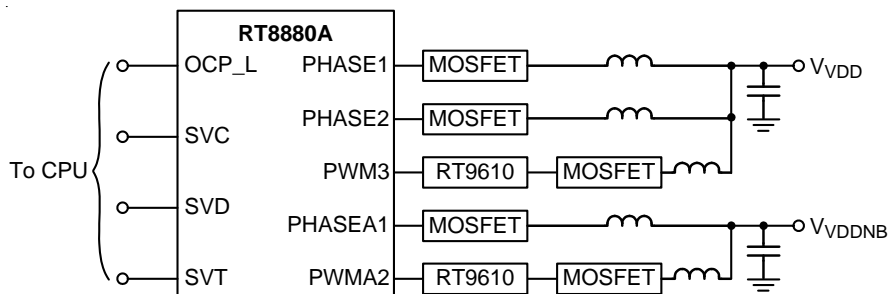 RT8880A
OCP_L PHASE1 MOSFET VVDD
PHASE2 MOSFET
SVC
To CPU PWM3 RT9610 MOSFET
SVD PHASEA1 MOSFET VVDDNB
SVT PWMA2 RT9610 MOSFET